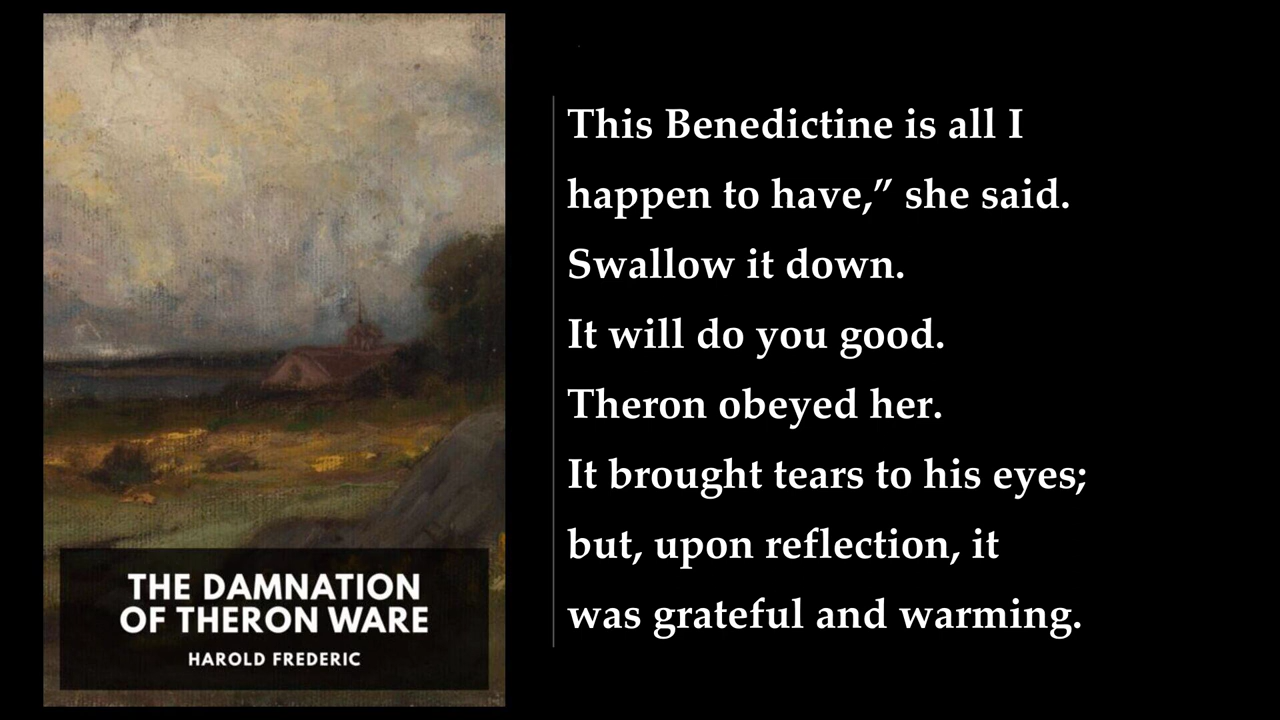 THE DAMNATION
OF THERON WARE
HAROLD FREDERIC
This Benedictine is all I
happen to have,” she said.
Swallow it down.
It will do you good.
Theron obeyed her.
It brought tears to his eyes;
but, upon reflection, it
was grateful and warming.